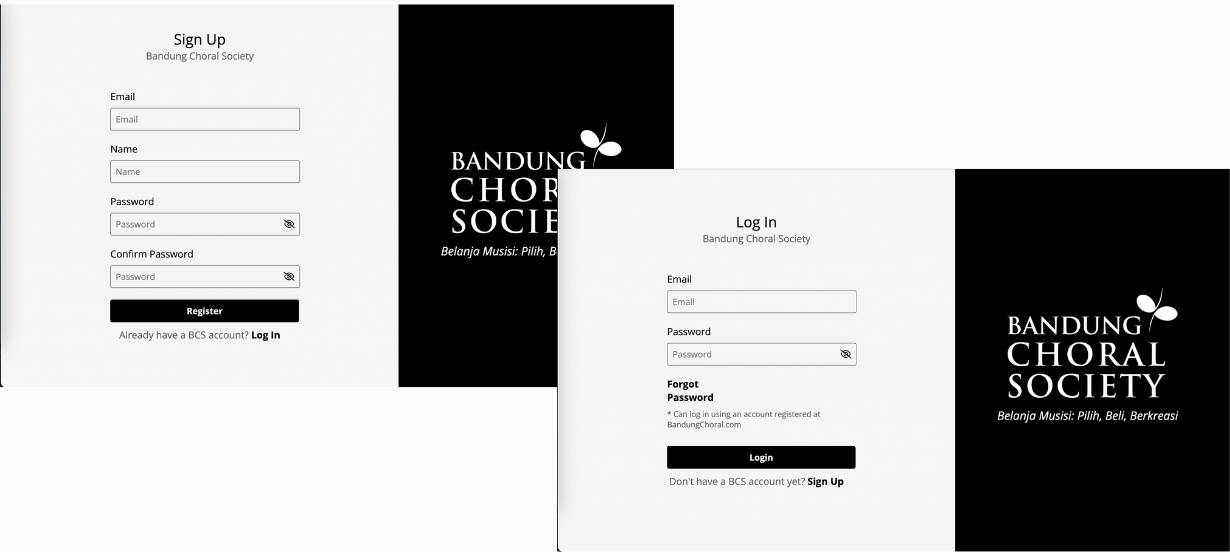 Sign Up
Bandung Choral Society
Email
Email
Name
Name
Password
Password
Confirm Password
Password
Register
Already have a BCS account? Log In
BANDUNG
CHOR
SOCIE
Belanja Musisi: Pilih, B
Log In
Bandung Choral Society
Email
Email
Password
Password
Forgot
Password
* Can log in using an account registered at
BandungChoral.com
Login
Don't have a BCS account yet? Sign Up
BANDUNG
CHORAL
SOCIETY
Belanja Musisi: Pilih, Beli, Berkreasi